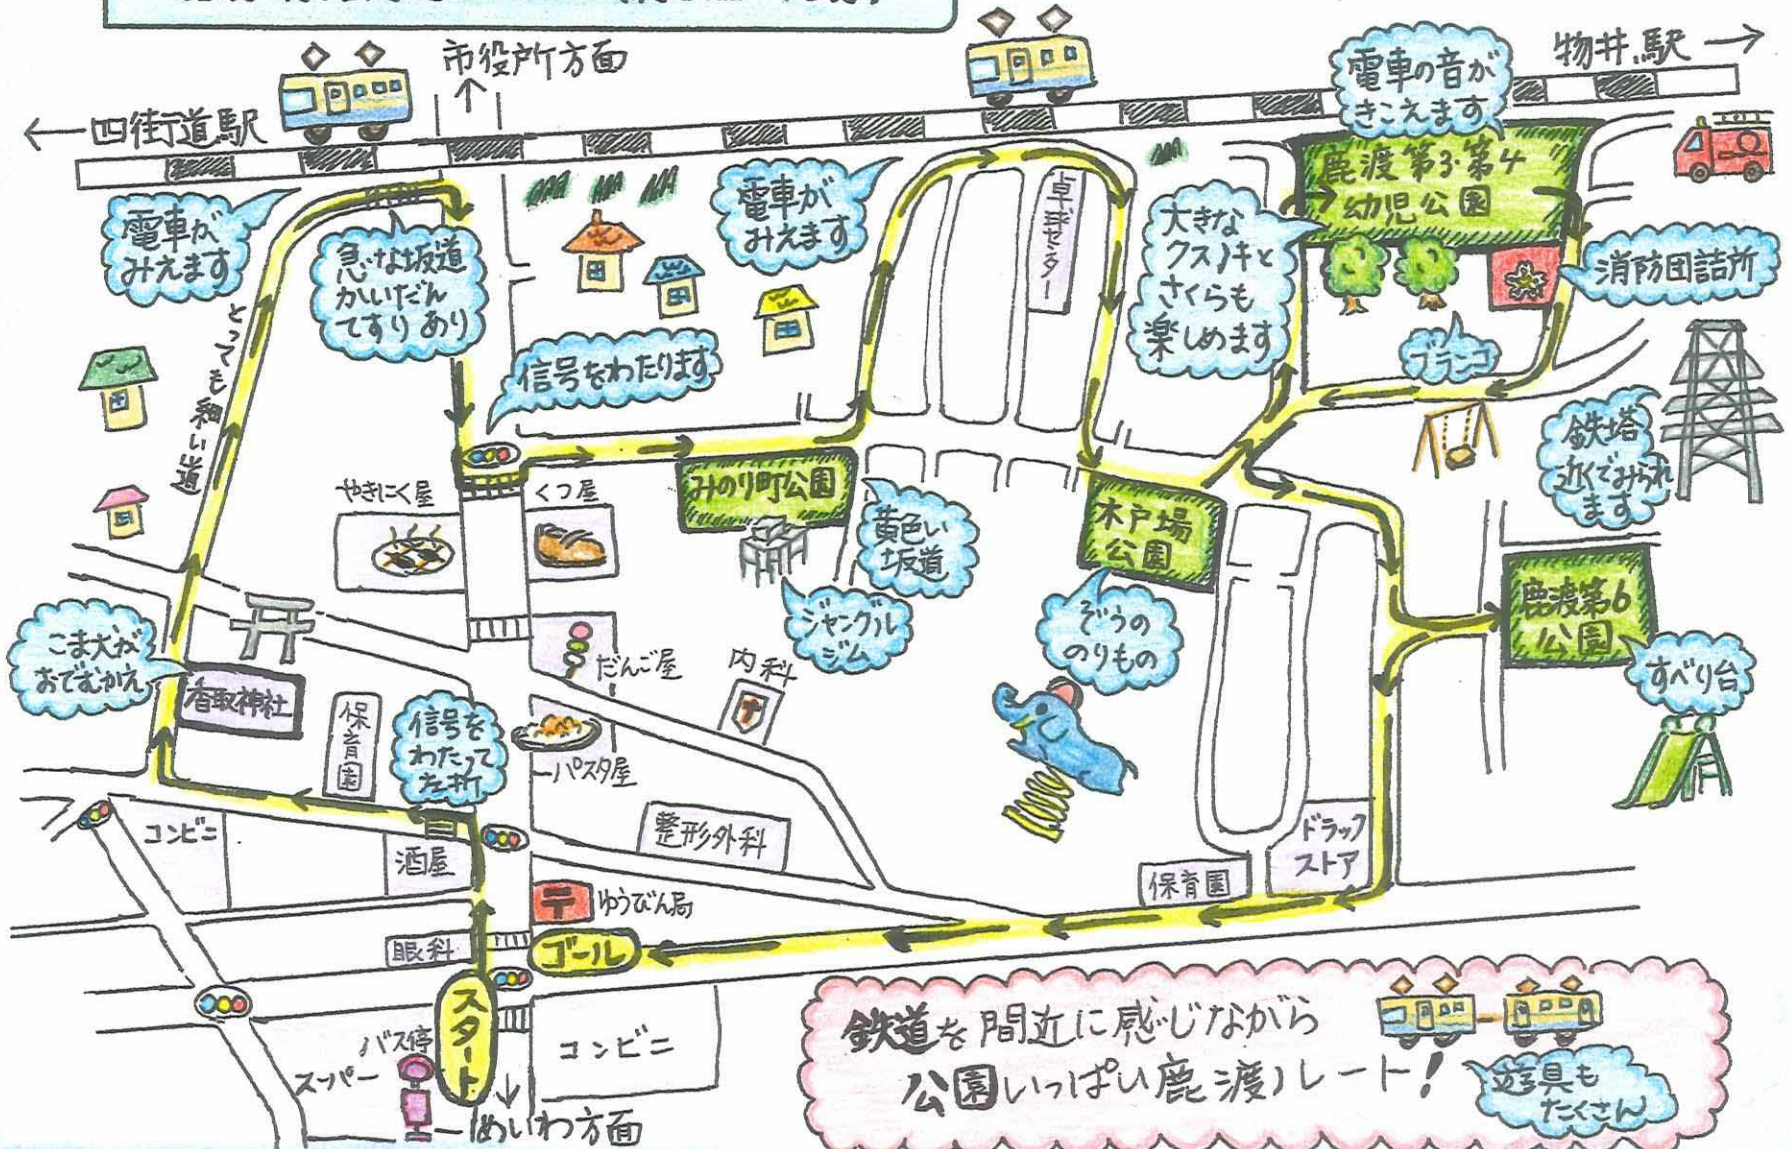 市役所方面
物井駅
四街道駅
電車の音が
きこえます
鹿渡第3・第4
幼児公園
電車が
みえます
急な坂道
かいだん
てすりあり
電車が
みえます
卓球センター
大きな
クスノキと
さくらも
楽しめます
消防団詰所
ブランコ
とっても細い道
信号をわたります
鉄塔
近くでみられ
ます
やきにく屋
くつ屋
みのり町公園
黄色い
坂道
木戸場
公園
鹿渡第6
公園
ジャングル
ジム
ぞうの
のりもの
すべり台
こま犬が
おでむかえ
香取神社
保育園
信号を
わたって
左折
だんご屋
内科
パスタ屋
コンビニ
酒屋
整形外科
ドラッグ
ストア
保育園
ゆうびん局
眼科
ゴール
スタート
バス停
スーパー
コンビニ
めいわ方面
鉄道を間近に感じながら
公園いっぱい鹿渡ルート!
遊具も
たくさん